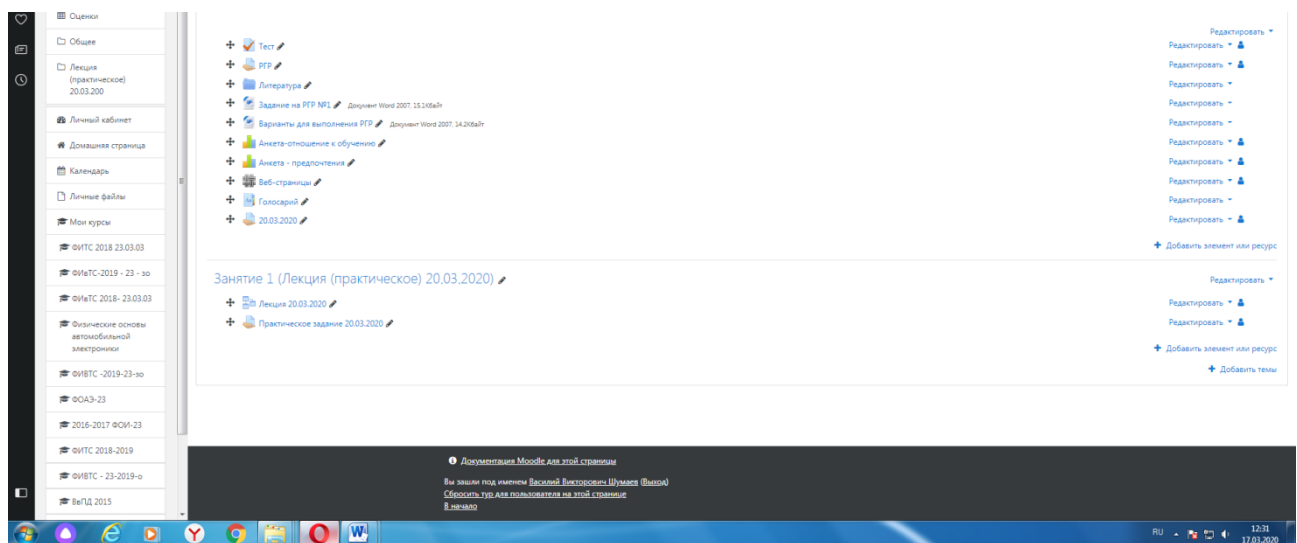 Оценки
Общее
Лекция
(практическое)
20.03.200
Личный кабинет
Домашняя страница
Календарь
Личные файлы
Мои курсы
ФИТС 2018 23.03.03
ФИвТС-2019 - 23 - зо
ФИвТС 2018- 23.03.03
Физические основы
автомобильной
электроники
ФИВТС -2019-23-зо
ФОАЭ-23
2016-2017 ФОИ-23
ФИТС 2018-2019
ФИВТС - 23-2019-о
ВвПД 2015
Редактировать
Тест Редактировать
РГР Редактировать
Литература Редактировать
Задание на РГР №1 Документ Word 2007, 15.1Кбайт Редактировать
Варианты для выполнения РГР Документ Word 2007, 14.2Кбайт Редактировать
Анкета-отношение к обучению Редактировать
Анкета - предпочтения Редактировать
Веб-страницы Редактировать
Голосарий Редактировать
20.03.2020 Редактировать
Добавить элемент или ресурс
Занятие 1 (Лекция (практическое) 20.03.2020) Редактировать
Лекция 20.03.2020 Редактировать
Практическое задание 20.03.2020 Редактировать
Добавить элемент или ресурс
Добавить темы
Документация Moodle для этой страницы
Вы зашли под именем Василий Викторович Шумаев (Выход)
Сбросить тур для пользователя на этой странице
В начало
RU 12:31
17.03.2020